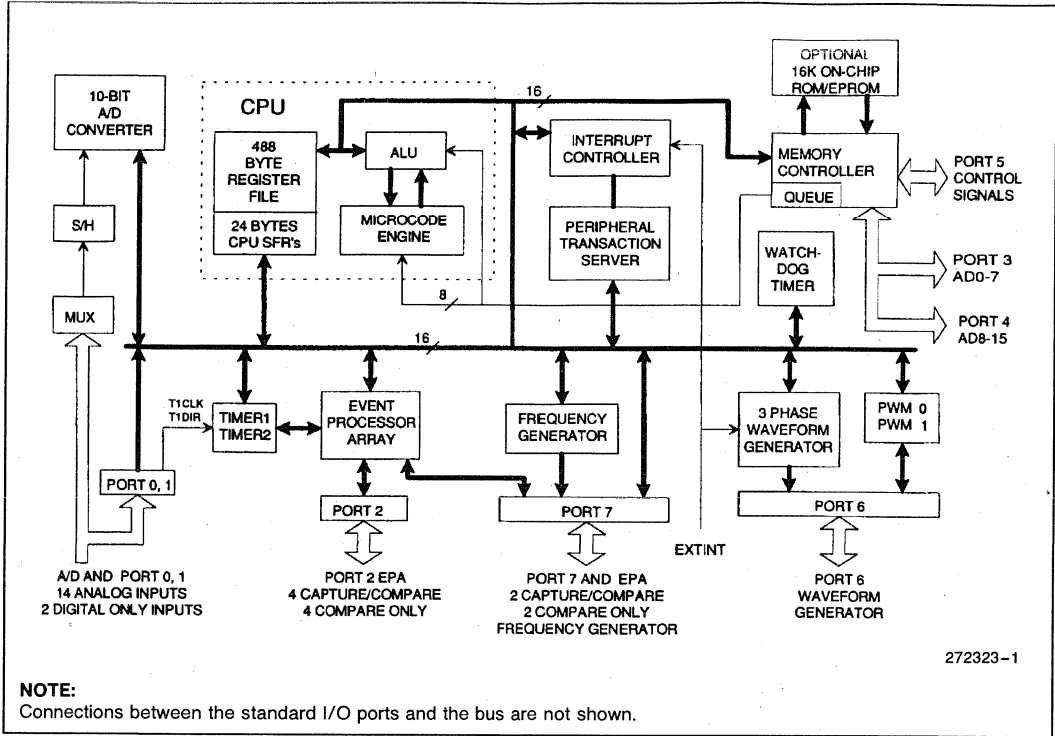 10-BIT
A/D
CONVERTER
S/H
MUX
CPU
488
BYTE
REGISTER
FILE
24 BYTES
CPU SFR's
ALU
MICROCODE
ENGINE
8
16
INTERRUPT
CONTROLLER
PERIPHERAL
TRANSACTION
SERVER
OPTIONAL
16K ON-CHIP
ROM/EPROM
MEMORY
CONTROLLER
QUEUE
WATCH-
DOG
TIMER
PORT 5
CONTROL
SIGNALS
PORT 3
AD0-7
PORT 4
AD8-15
16
T1CLK
T1DIR
TIMER1
TIMER2
EVENT
PROCESSOR
ARRAY
FREQUENCY
GENERATOR
3 PHASE
WAVEFORM
GENERATOR
PWM 0
PWM 1
PORT 0, 1
PORT 2
PORT 7
EXTINT
PORT 6
A/D AND PORT 0, 1
14 ANALOG INPUTS
2 DIGITAL ONLY INPUTS
PORT 2 EPA
4 CAPTURE/COMPARE
4 COMPARE ONLY
PORT 7 AND EPA
2 CAPTURE/COMPARE
2 COMPARE ONLY
FREQUENCY GENERATOR
PORT 6
WAVEFORM
GENERATOR
272323-1
NOTE:
Connections between the standard I/O ports and the bus are not shown.